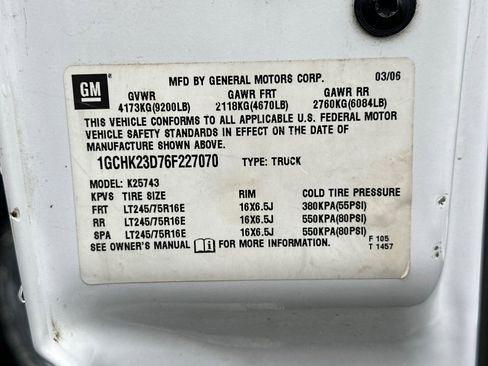 GM
MFD BY GENERAL MOTORS CORP. 03/06
GVWR GAWR FRT GAWR RR
4173KG(9200LB) 2118KG(4670LB) 2760KG(6084LB)
THIS VEHICLE CONFORMS TO ALL APPLICABLE U.S. FEDERAL MOTOR
VEHICLE SAFETY STANDARDS IN EFFECT ON THE DATE OF
MANUFACTURE SHOWN ABOVE.
1GCHK23D76F227070 TYPE: TRUCK
MODEL: K25743
KPVS TIRE SIZE RIM COLD TIRE PRESSURE
FRT LT245/75R16E 16X6.5J 380KPA(55PSI)
RR LT245/75R16E 16X6.5J 550KPA(80PSI)
SPA LT245/75R16E 16X6.5J 550KPA(80PSI)
SEE OWNER'S MANUAL FOR MORE INFORMATION.
F 105
T 1457